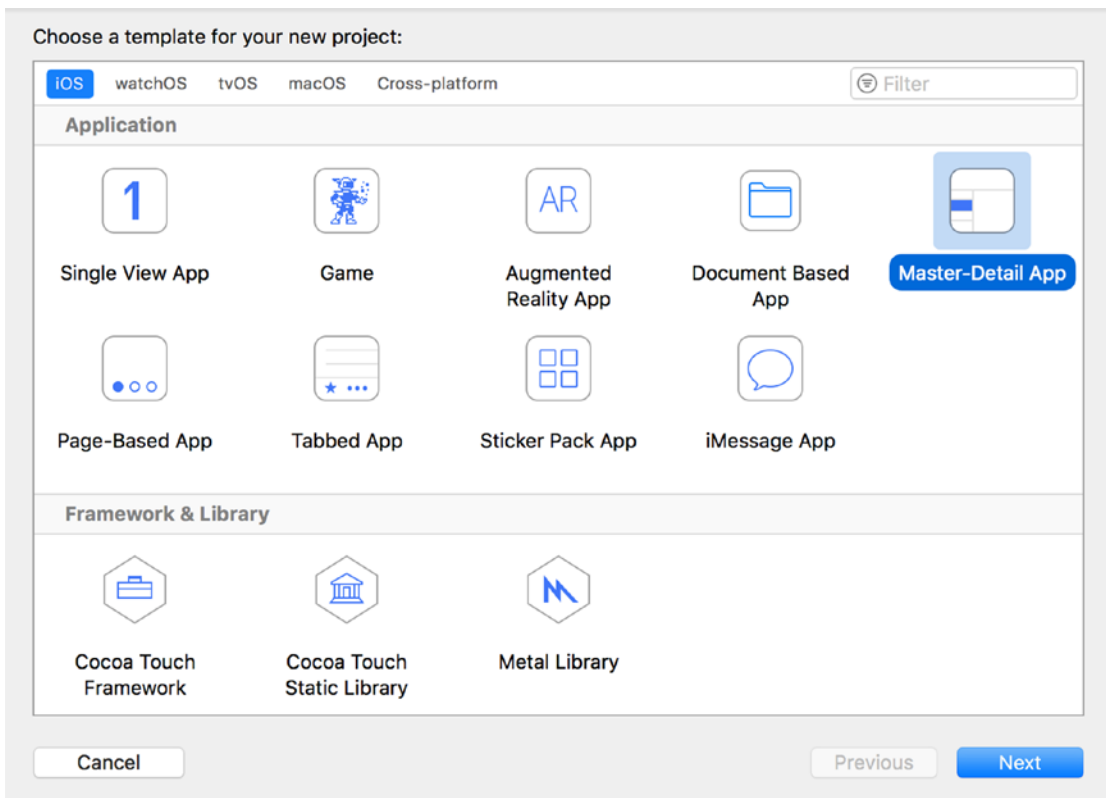 Choose a template for your new project:
iOS watchOS tvOS macOS Cross-platform Filter
Application
1 AR
Single View App Game Augmented Document Based Master-Detail App
Reality App App
Page-Based App Tabbed App Sticker Pack App iMessage App
Framework & Library
Cocoa Touch Cocoa Touch Metal Library
Framework Static Library
Cancel Previous Next